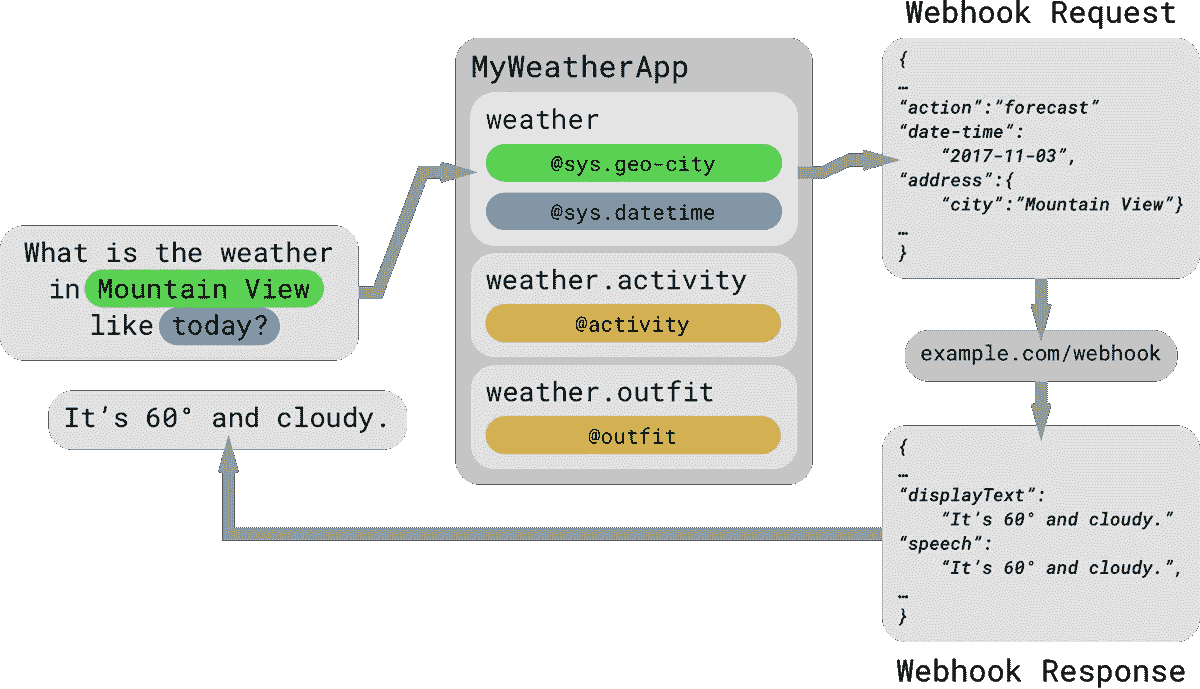 What is the weather
in Mountain View
like today?
MyWeatherApp
weather
@sys.geo-city
@sys.datetime
weather.activity
@activity
weather.outfit
@outfit
Webhook Request
{
…
“action”:”forecast”
“date-time”:
“2017-11-03”,
“address”:{
“city”:”Mountain View”}
…
}
example.com/webhook
{
…
“displayText”:
“It’s 60° and cloudy.”
“speech”:
“It’s 60° and cloudy.”,
…
}
Webhook Response
It’s 60° and cloudy.